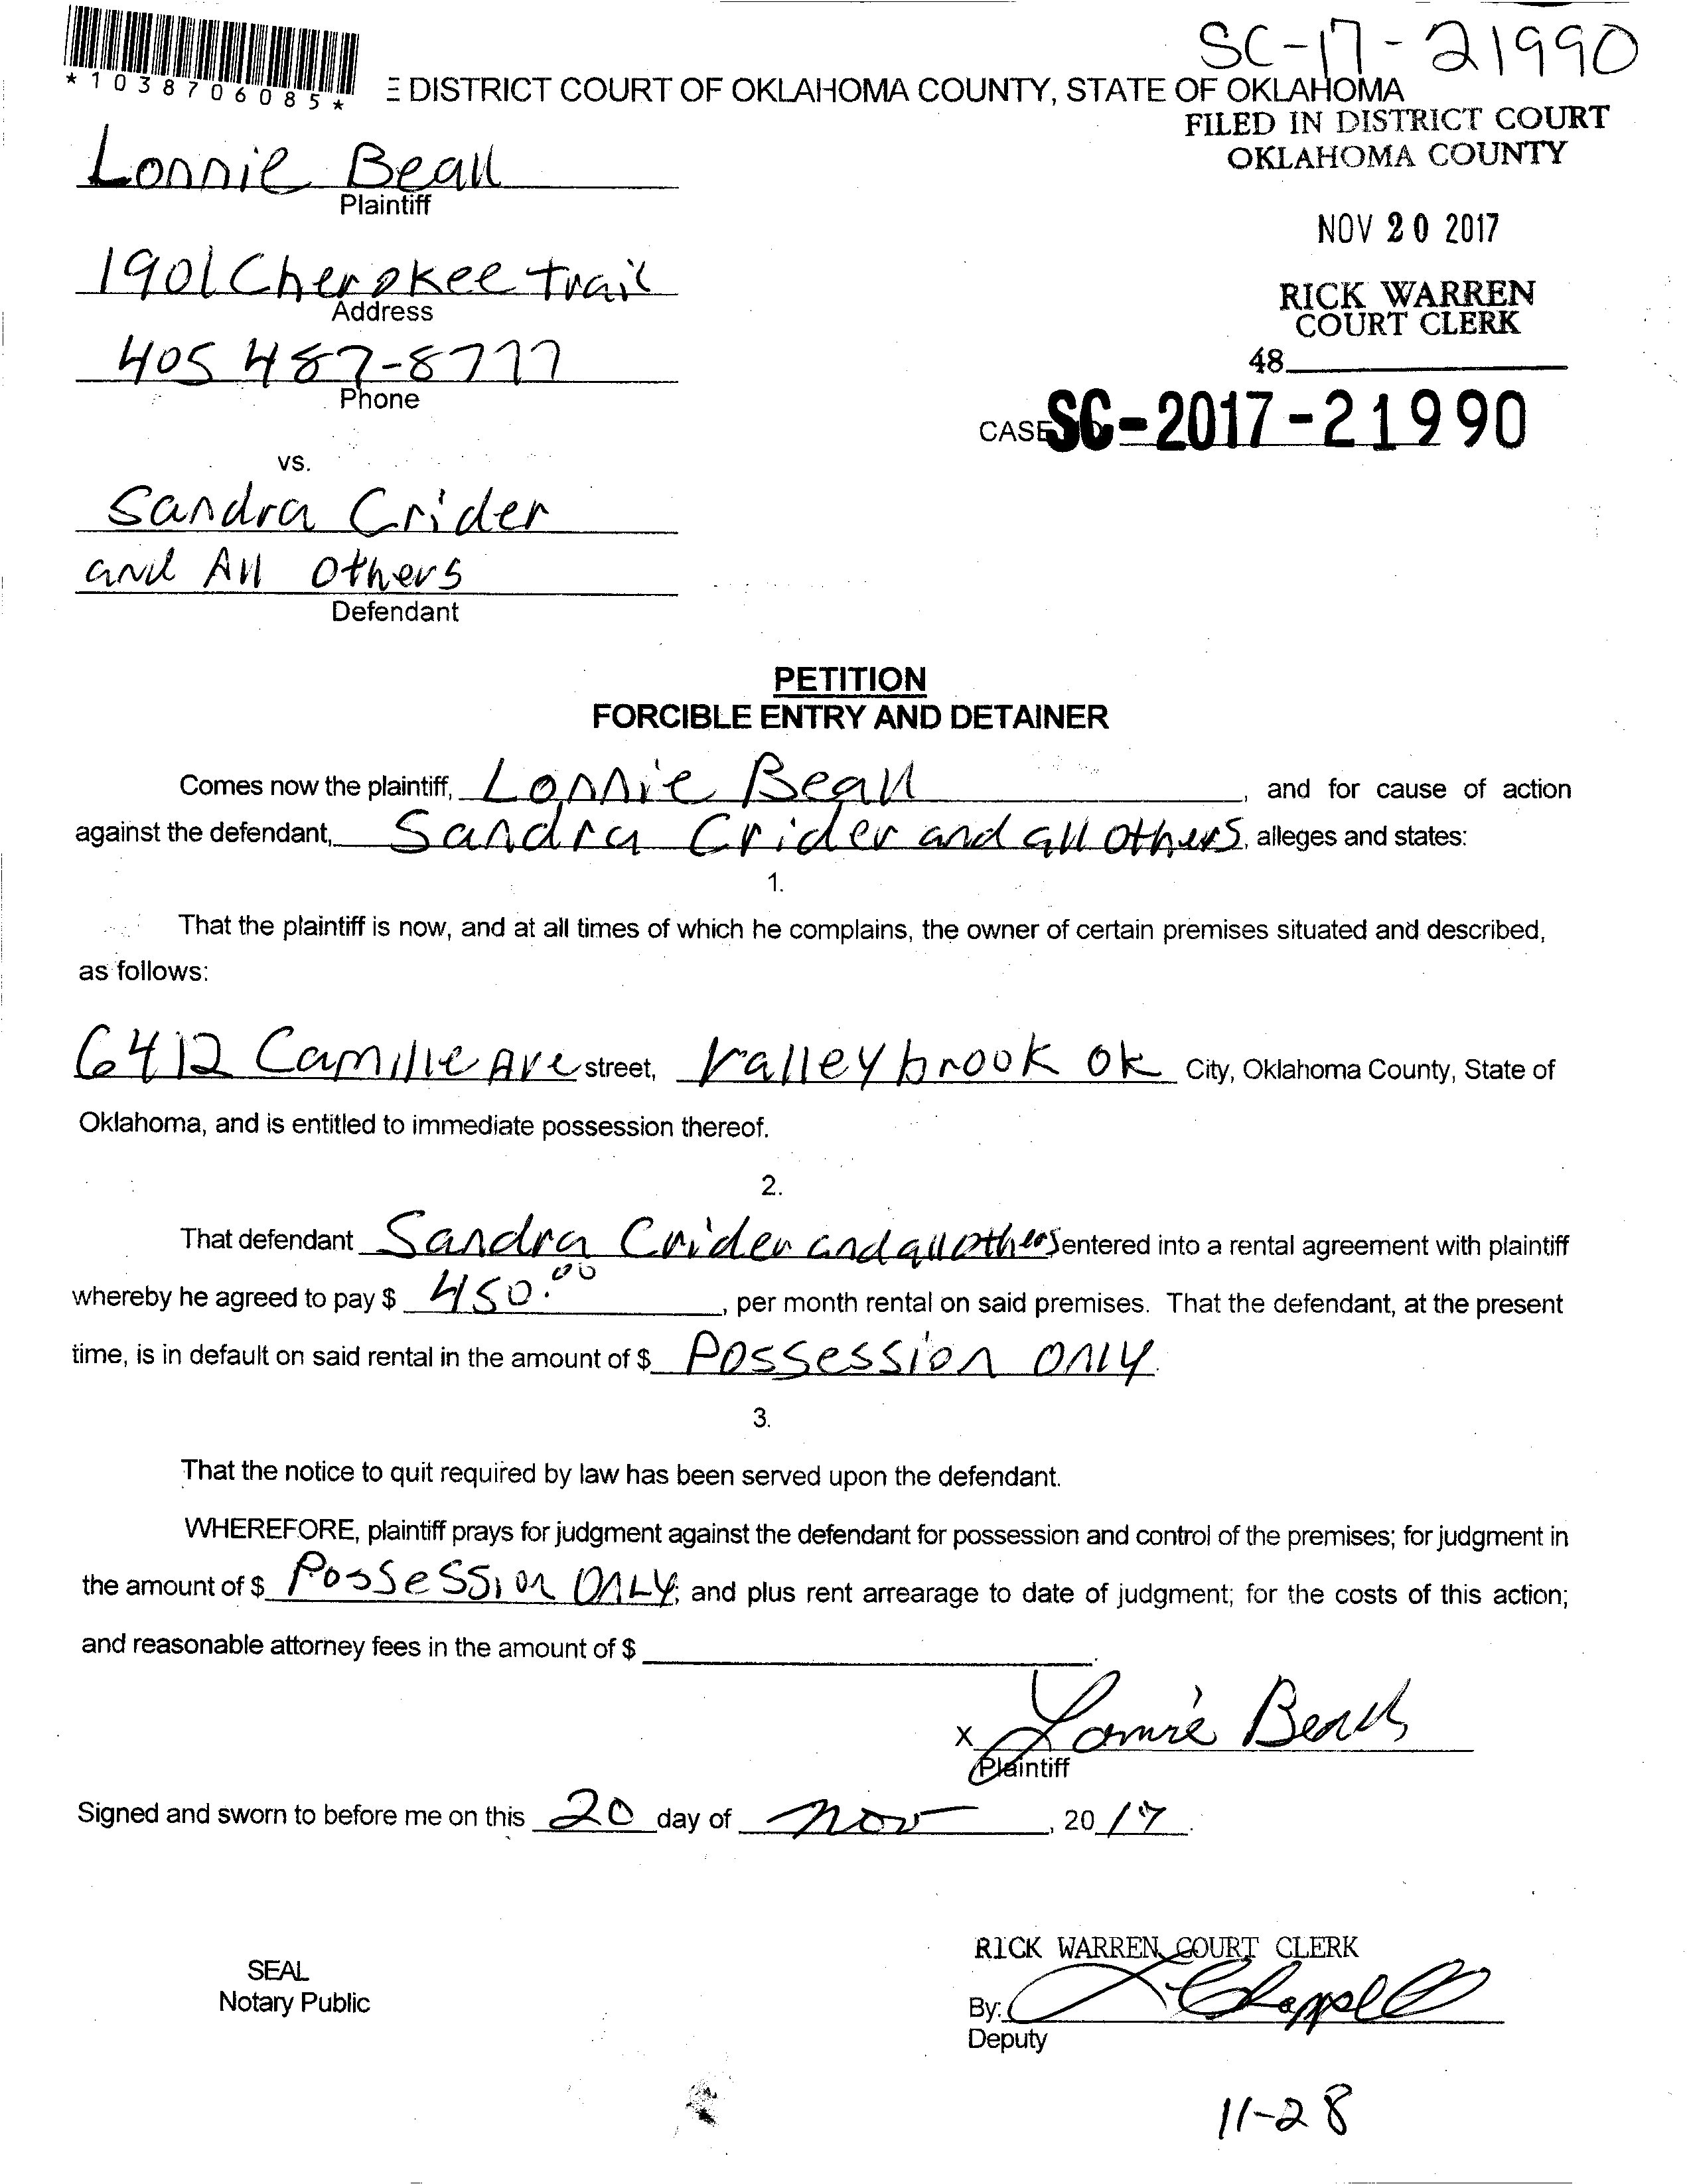 SC-17-21990
*1038706085*
E DISTRICT COURT OF OKLAHOMA COUNTY, STATE OF OKLAHOMA
FILED IN DISTRICT COURT
OKLAHOMA COUNTY
Lonnie Beall
Plaintiff
NOV 20 2017
1901 Cherokee Trail
Address
RICK WARREN
COURT CLERK
405 487-8777
Phone
48
CASE SC-2017-21990
vs.
Sandra Crider
and All Others
Defendant
PETITION
FORCIBLE ENTRY AND DETAINER
Comes now the plaintiff, Lonnie Beall, and for cause of action
against the defendant, Sandra Crider and all Others, alleges and states:
1.
That the plaintiff is now, and at all times of which he complains, the owner of certain premises situated and described,
as follows:
6412 Camille Ave street, Valleybrook Ok City, Oklahoma County, State of
Oklahoma, and is entitled to immediate possession thereof.
2.
That defendant Sandra Crider and all others entered into a rental agreement with plaintiff
whereby he agreed to pay $ 450.00, per month rental on said premises. That the defendant, at the present
time, is in default on said rental in the amount of $ Possession Only.
3.
That the notice to quit required by law has been served upon the defendant.
WHEREFORE, plaintiff prays for judgment against the defendant for possession and control of the premises; for judgment in
the amount of $ Possession ONLY; and plus rent arrearage to date of judgment; for the costs of this action;
and reasonable attorney fees in the amount of $
X Lonnie Beall
Plaintiff
Signed and sworn to before me on this 20 day of Nov, 2017.
RICK WARREN COURT CLERK
SEAL
Notary Public
By: Chappell
Deputy
11-28